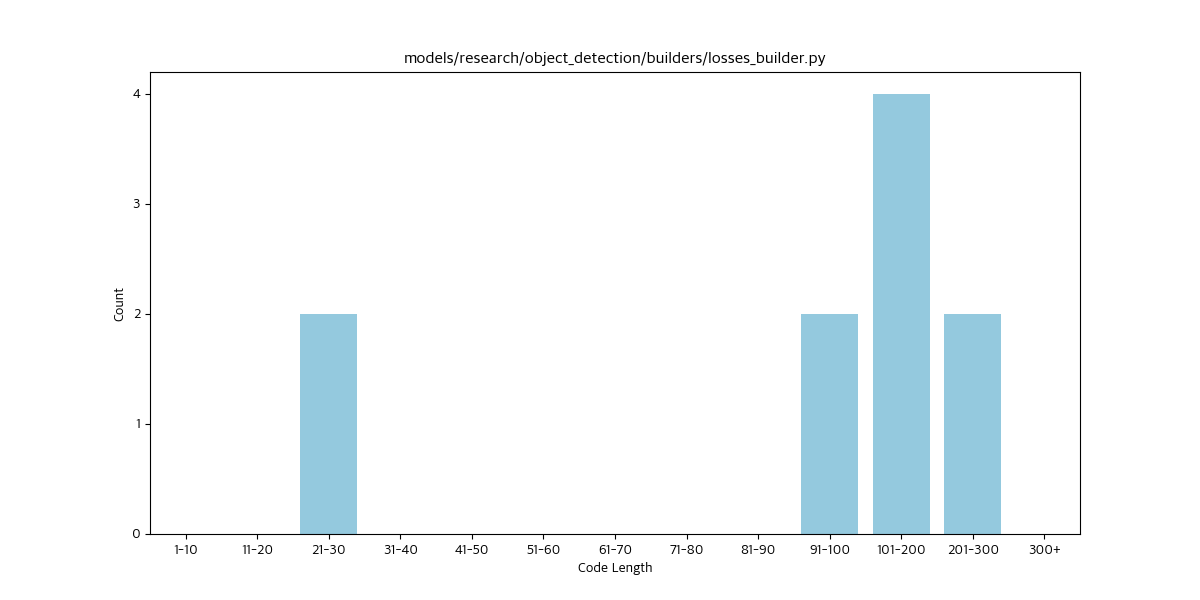 models/research/object_detection/builders/losses_builder.py
4
3
2
1
0
Count
1-10 11-20 21-30 31-40 41-50 51-60 61-70 71-80 81-90 91-100 101-200 201-300 300+
Code Length